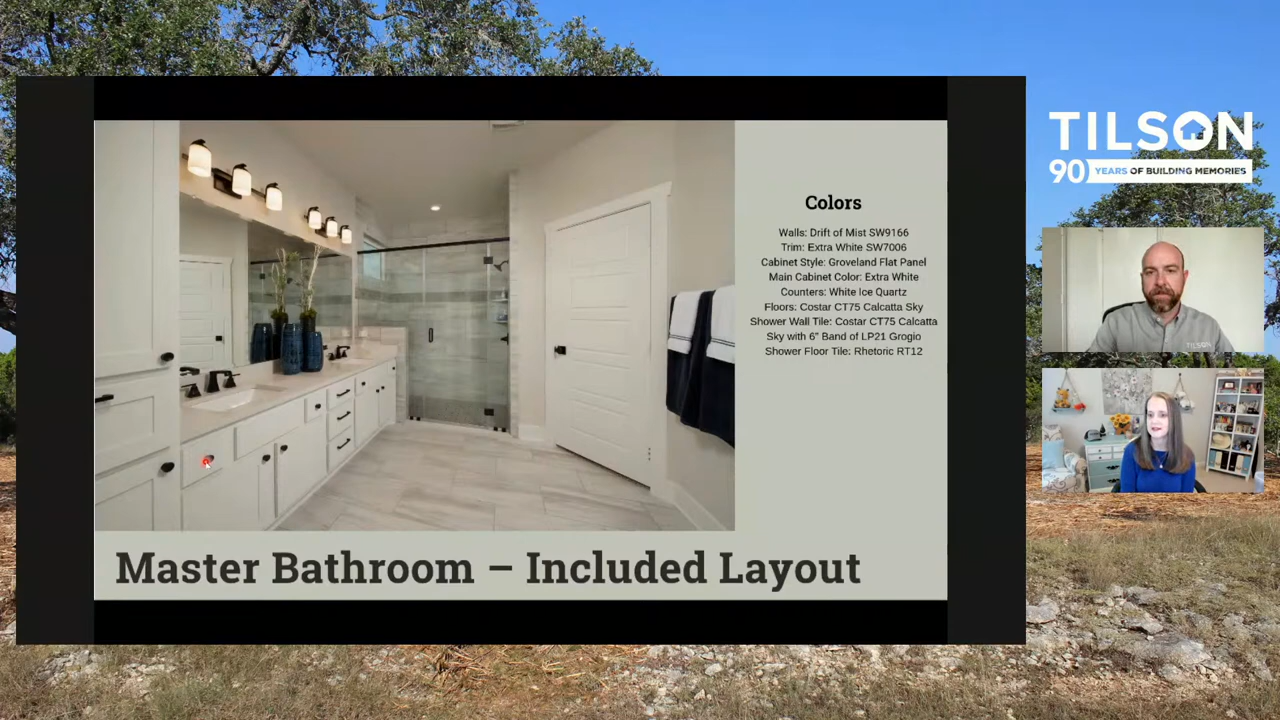 TILSON
90 YEARS OF BUILDING MEMORIES
Colors
Walls: Drift of Mist SW9166
Trim: Extra White SW7006
Cabinet Style: Groveland Flat Panel
Main Cabinet Color: Extra White
Counters: White Ice Quartz
Floors: Costar CT75 Calcatta Sky
Shower Wall Tile: Costar CT75 Calcatta
Sky with 6" Band of LP21 Grogio
Shower Floor Tile: Rhetoric RT12
Master Bathroom – Included Layout
TILSON